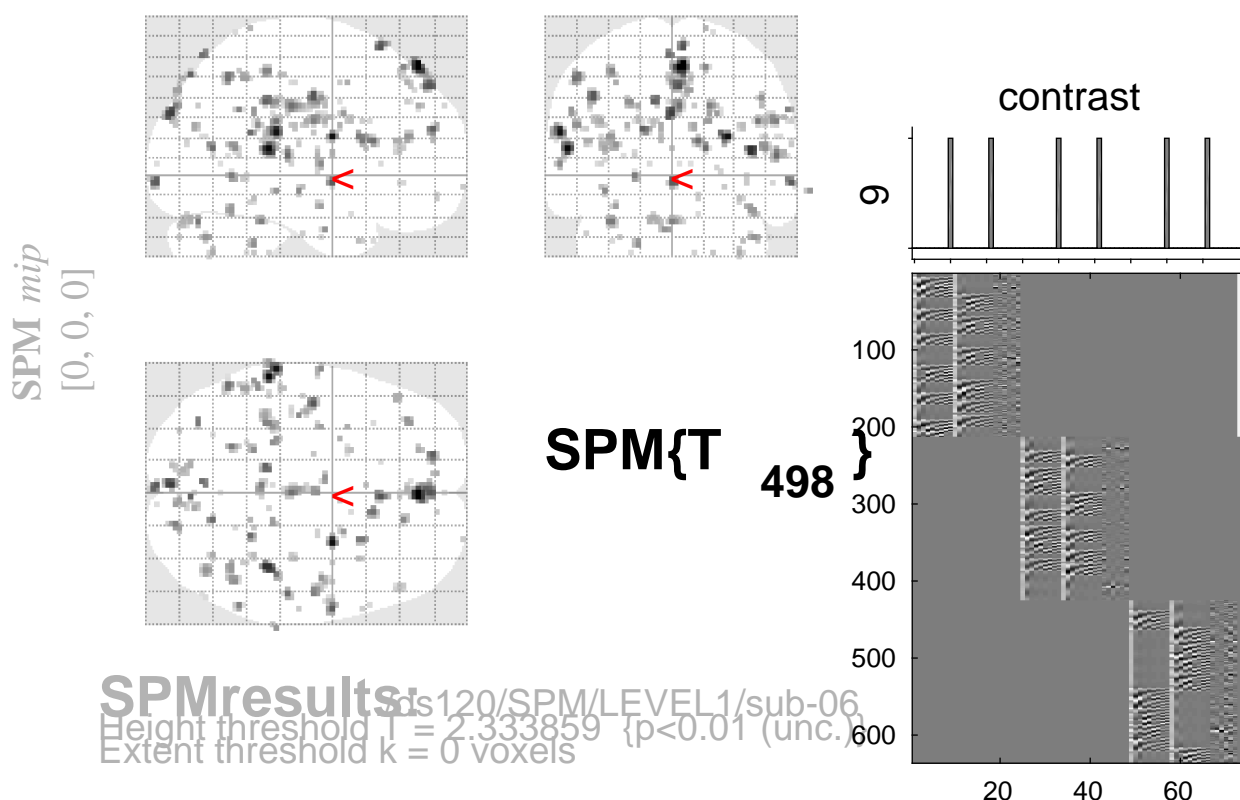 contrast
9
SPM mip
[0, 0, 0]
SPM{T498}
100
200
300
400
500
600
20 40 60
SPMresults: /ds120/SPM/LEVEL1/sub-06
Height threshold T = 2.333859 {p<0.01 (unc.)}
Extent threshold k = 0 voxels